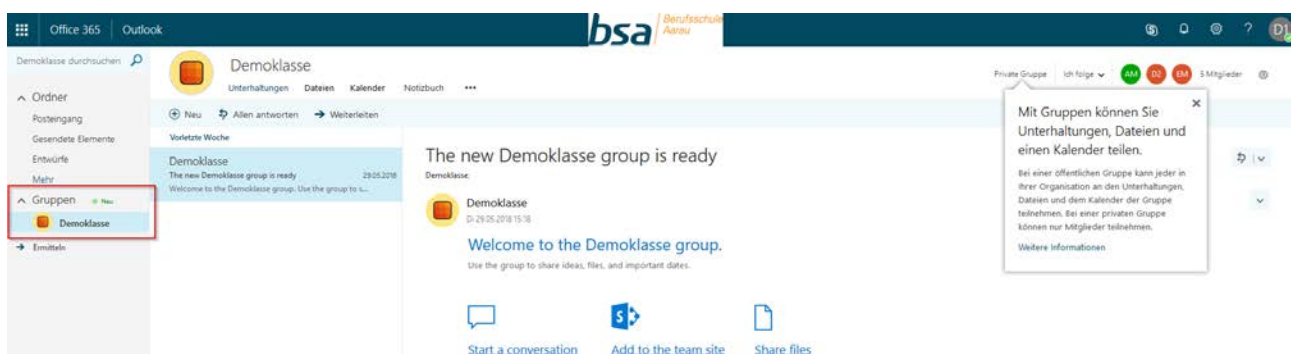 Office 365
Outlook
bsa
Berufsschule
Aarau
?
D1
Demoklasse durchsuchen
Ordner
Posteingang
Gesendete Elemente
Entwürfe
Mehr
Gruppen
Neu
Demoklasse
Ermitteln
Demoklasse
Unterhaltungen Dateien Kalender Notizbuch •••
Private Gruppe Ich folge AM D2 EM 5 Mitglieder
Neu Allen antworten Weiterleiten
Vorletzte Woche
Demoklasse
The new Demoklasse group is ready 29.05.2018
Welcome to the Demoklasse group. Use the group to s...
The new Demoklasse group is ready
Demoklasse
Demoklasse
Di 29.05.2018 15:18
Welcome to the Demoklasse group.
Use the group to share ideas, files, and important dates.
Start a conversation
Add to the team site
Share files
Mit Gruppen können Sie
Unterhaltungen, Dateien und
einen Kalender teilen.
Bei einer öffentlichen Gruppe kann jeder in
Ihrer Organisation an den Unterhaltungen,
Dateien und dem Kalender der Gruppe
teilnehmen. Bei einer privaten Gruppe
können nur Mitglieder teilnehmen.
Weitere Informationen